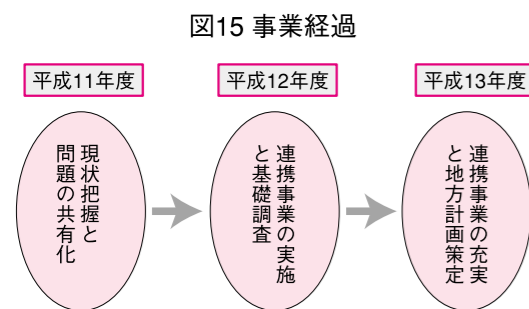 図15 事業経過
平成11年度
現状把握と
問題の共有化
平成12年度
連携事業の実施
と基礎調査
平成13年度
連携事業の充実
と地方計画策定